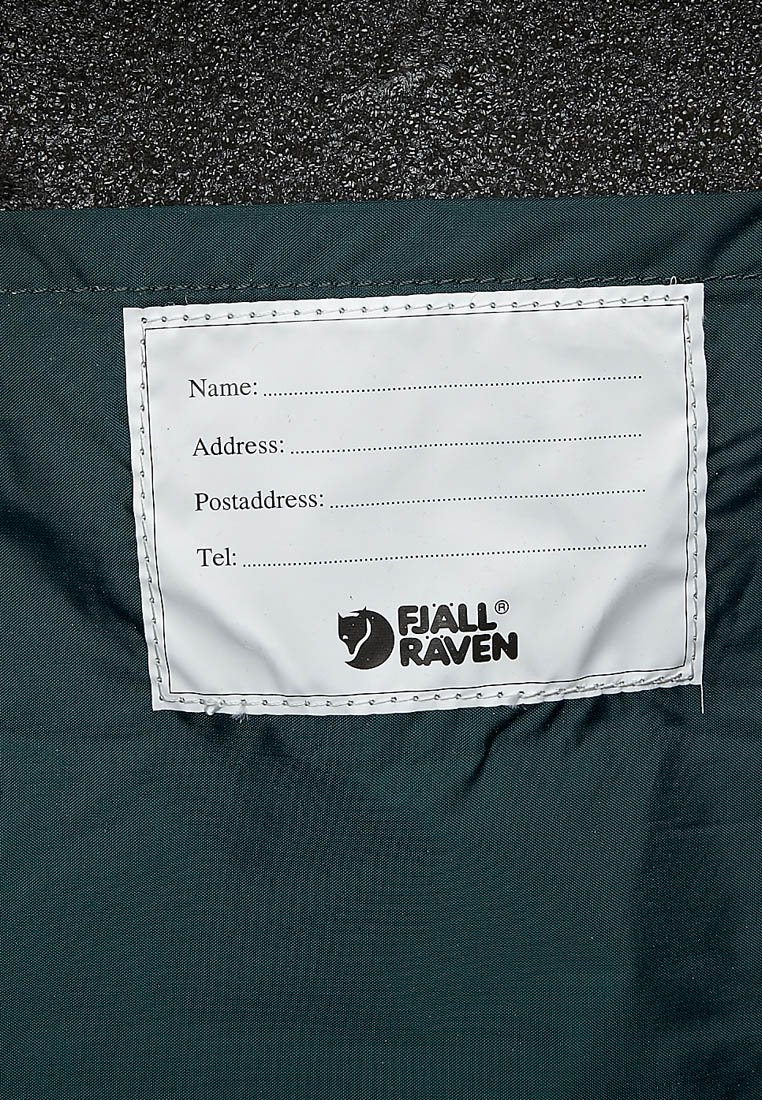 Name: ................................................................
Address: ...........................................................
Postaddress: .....................................................
Tel: ....................................................................
FJÄLL®
RÄVEN